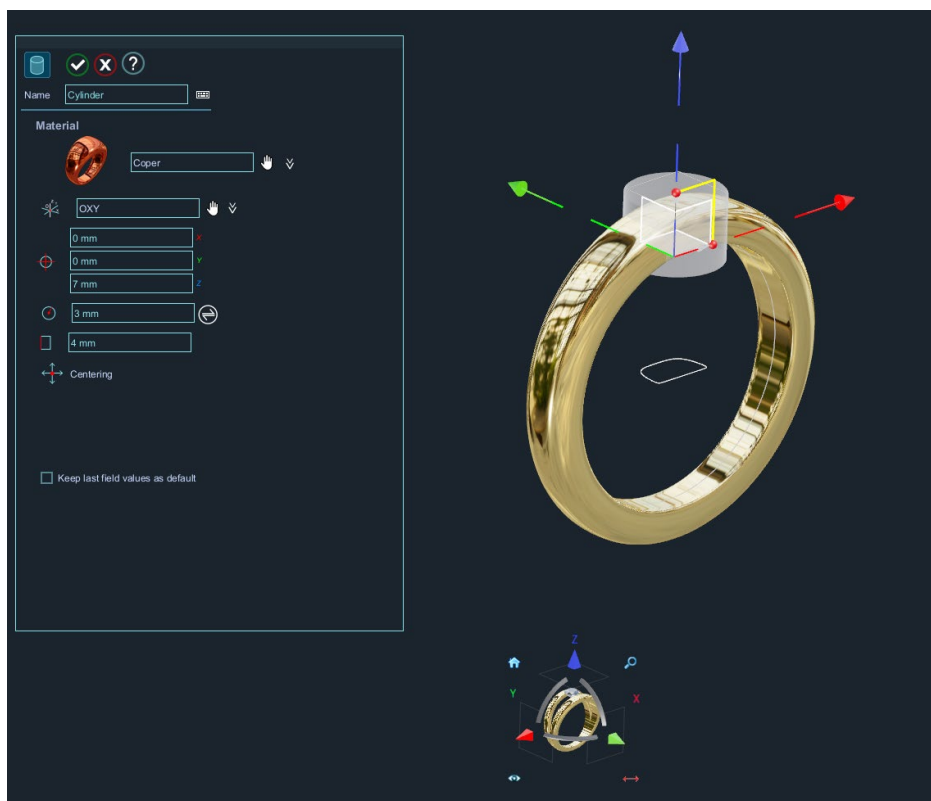 Name Cylinder
Material
Coper
OXY
0 mm X
0 mm Y
7 mm Z
3 mm
4 mm
Centering
Keep last field values as default
Z
Y X